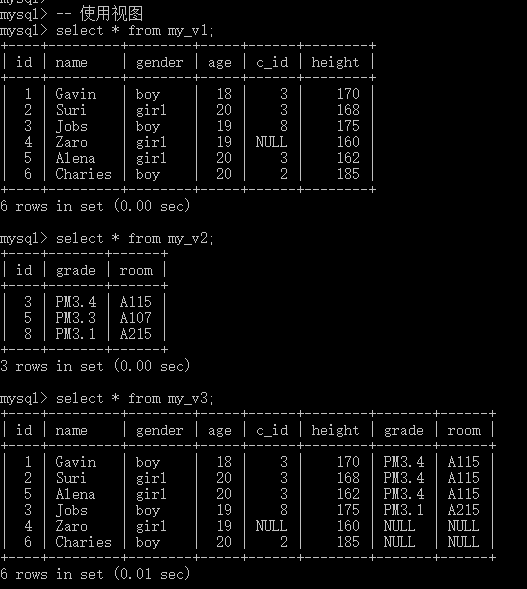 mysql>
mysql> -- 使用视图
mysql> select * from my_v1;
+----+---------+--------+------+------+--------+
| id | name    | gender | age  | c_id | height |
+----+---------+--------+------+------+--------+
|  1 | Gavin   | boy    |   18 |    3 |    170 |
|  2 | Suri    | girl   |   20 |    3 |    168 |
|  3 | Jobs    | boy    |   19 |    8 |    175 |
|  4 | Zaro    | girl   |   19 | NULL |    160 |
|  5 | Alena   | girl   |   20 |    3 |    162 |
|  6 | Charies | boy    |   20 |    2 |    185 |
+----+---------+--------+------+------+--------+
6 rows in set (0.00 sec)
mysql> select * from my_v2;
+----+-------+------+
| id | grade | room |
+----+-------+------+
|  3 | PM3.4 | A115 |
|  5 | PM3.3 | A107 |
|  8 | PM3.1 | A215 |
+----+-------+------+
3 rows in set (0.00 sec)
mysql> select * from my_v3;
+----+---------+--------+------+------+--------+-------+------+
| id | name    | gender | age  | c_id | height | grade | room |
+----+---------+--------+------+------+--------+-------+------+
|  1 | Gavin   | boy    |   18 |    3 |    170 | PM3.4 | A115 |
|  2 | Suri    | girl   |   20 |    3 |    168 | PM3.4 | A115 |
|  5 | Alena   | girl   |   20 |    3 |    162 | PM3.4 | A115 |
|  3 | Jobs    | boy    |   19 |    8 |    175 | PM3.1 | A215 |
|  4 | Zaro    | girl   |   19 | NULL |    160 | NULL  | NULL |
|  6 | Charies | boy    |   20 |    2 |    185 | NULL  | NULL |
+----+---------+--------+------+------+--------+-------+------+
6 rows in set (0.01 sec)